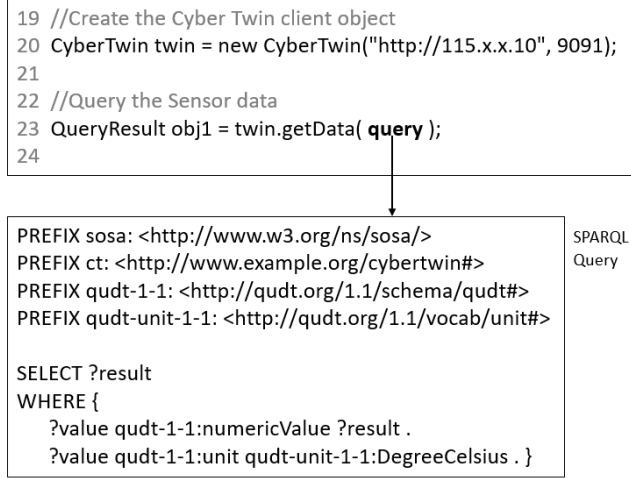 19 //Create the Cyber Twin client object
20 CyberTwin twin = new CyberTwin("http://115.x.x.10", 9091);
21
22 //Query the Sensor data
23 QueryResult obj1 = twin.getData( query );
24
PREFIX sosa: <http://www.w3.org/ns/sosa/>
PREFIX ct: <http://www.example.org/cybertwin#>
PREFIX qudt-1-1: <http://qudt.org/1.1/schema/qudt#>
PREFIX qudt-unit-1-1: <http://qudt.org/1.1/vocab/unit#>
SELECT ?result
WHERE {
?value qudt-1-1:numericValue ?result .
?value qudt-1-1:unit qudt-unit-1-1:DegreeCelsius . }
SPARQL
Query